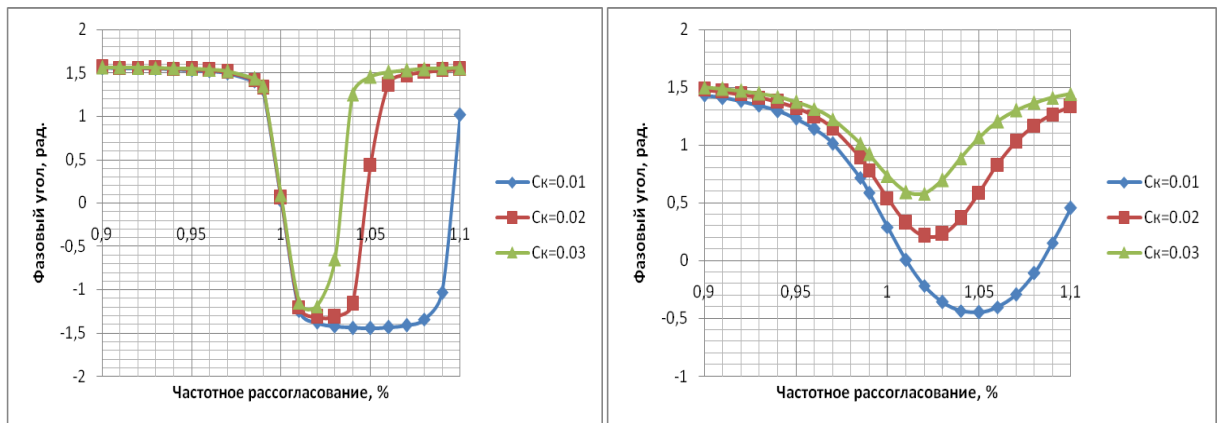 2
1,5
1
0,5
0
-0,5
-1
-1,5
-2
0,9
0,95
1
1,05
1,1
Фазовый угол, рад.
Частотное рассогласование, %
Ск=0.01
Ск=0.02
Ск=0.03
2
1,5
1
0,5
0
-0,5
-1
0,9
0,95
1
1,05
1,1
Фазовый угол, рад.
Частотное рассогласование, %
Ск=0.01
Ск=0.02
Ск=0.03